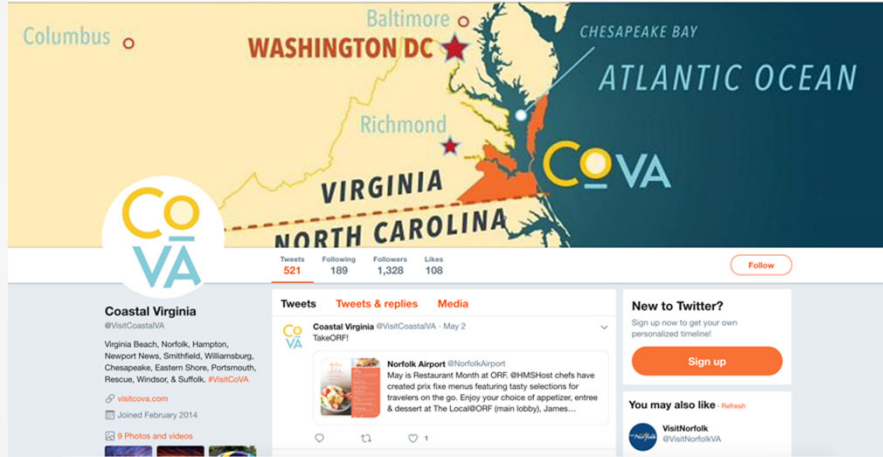 Baltimore
Columbus
WASHINGTON DC
CHESAPEAKE BAY
ATLANTIC OCEAN
Richmond
COVA
VIRGINIA
NORTH CAROLINA
COVA
Tweets Following Followers Likes
521 189 1,328 108
Follow
Coastal Virginia
@VisitCoastalVA
Virginia Beach, Norfolk, Hampton,
Newport News, Smithfield, Williamsburg,
Chesapeake, Eastern Shore, Portsmouth,
Rescue, Windsor, & Suffolk. #VisitCoVA
visitcova.com
Joined February 2014
9 Photos and videos
Tweets Tweets & replies Media
COVA
Coastal Virginia @VisitCoastalVA · May 2
TakeORF!
Norfolk Airport @NorfolkAirport
May is Restaurant Month at ORF. @HMSHost chefs have
created prix fixe menus featuring tasty selections for
travelers on the go. Enjoy your choice of appetizer, entree
& dessert at The Local@ORF (main lobby), James...
1
New to Twitter?
Sign up now to get your own
personalized timeline!
Sign up
You may also like · Refresh
VisitNorfolk
@VisitNorfolkVA